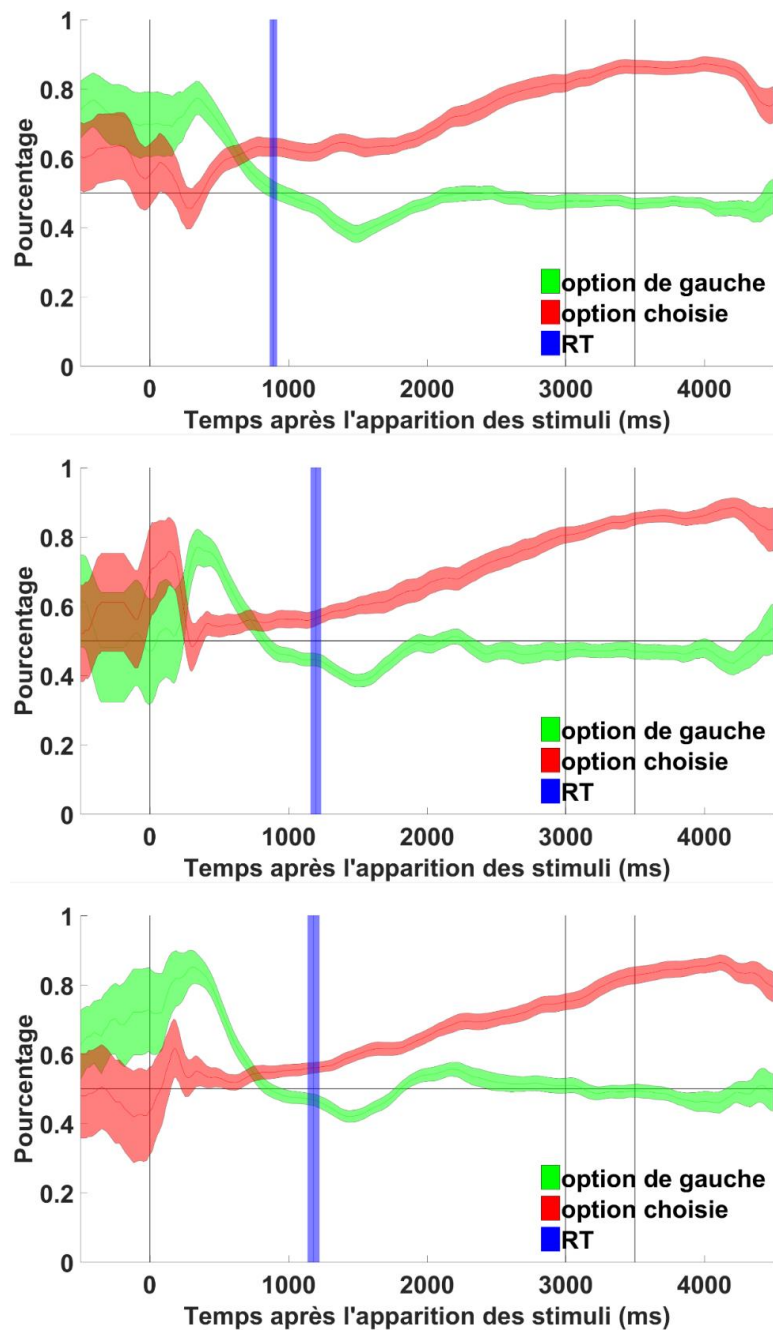 Pourcentage
1
0.8
0.6
0.4
0.2
0
option de gauche
option choisie
RT
0 1000 2000 3000 4000
Temps après l'apparition des stimuli (ms)
Pourcentage
1
0.8
0.6
0.4
0.2
0
option de gauche
option choisie
RT
0 1000 2000 3000 4000
Temps après l'apparition des stimuli (ms)
Pourcentage
1
0.8
0.6
0.4
0.2
0
option de gauche
option choisie
RT
0 1000 2000 3000 4000
Temps après l'apparition des stimuli (ms)